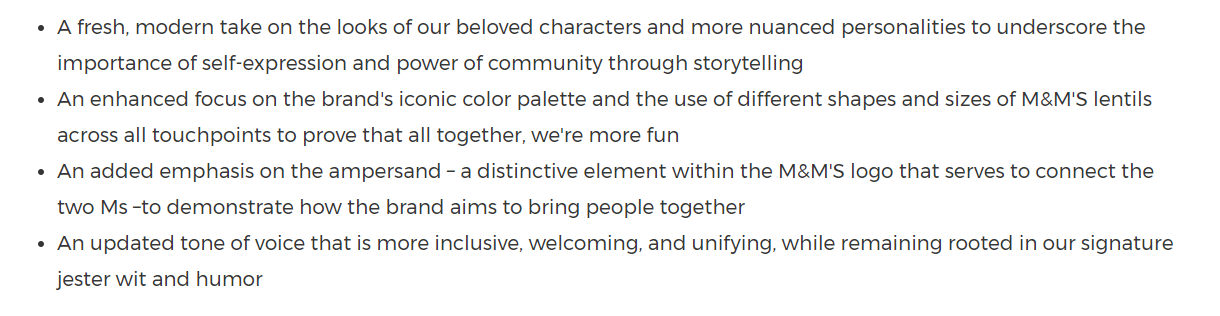 • A fresh, modern take on the looks of our beloved characters and more nuanced personalities to underscore the
importance of self-expression and power of community through storytelling
• An enhanced focus on the brand's iconic color palette and the use of different shapes and sizes of M&M'S lentils
across all touchpoints to prove that all together, we're more fun
• An added emphasis on the ampersand – a distinctive element within the M&M'S logo that serves to connect the
two Ms –to demonstrate how the brand aims to bring people together
• An updated tone of voice that is more inclusive, welcoming, and unifying, while remaining rooted in our signature
jester wit and humor